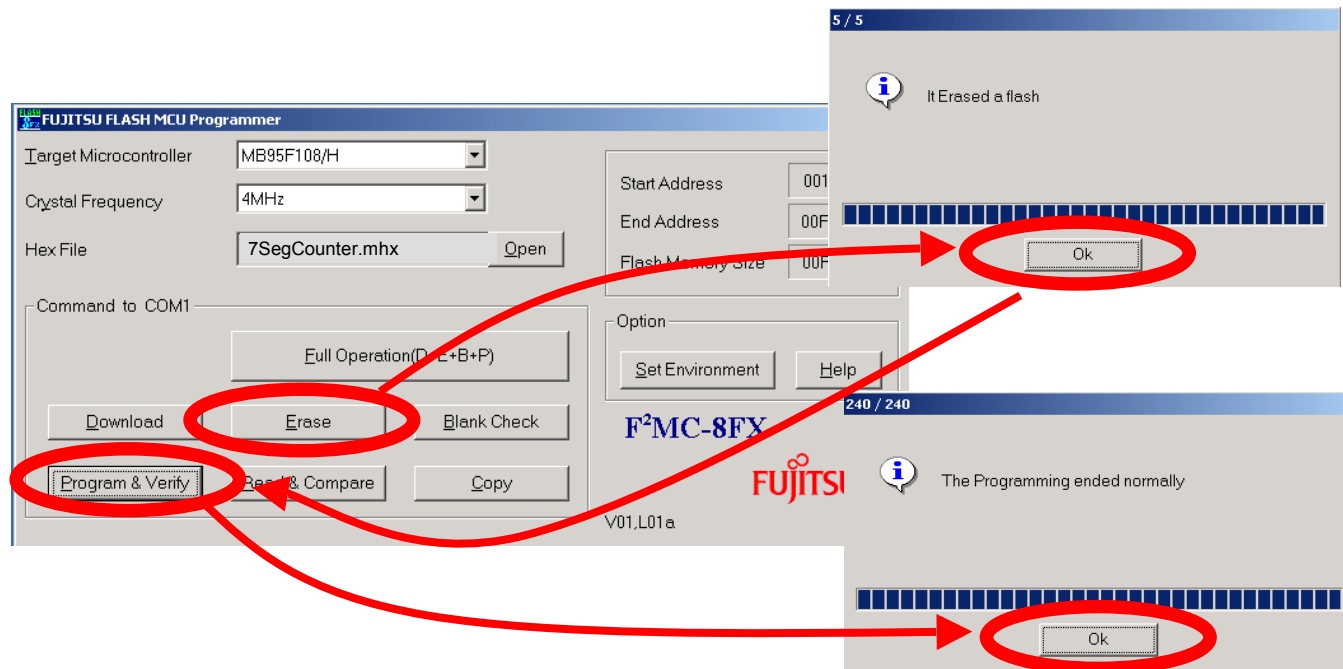 5 / 5
It Erased a flash
Ok
FUJITSU FLASH MCU Programmer
Target Microcontroller
MB95F108/H
Crystal Frequency
4MHz
Hex File
7SegCounter.mhx
Open
Start Address
001
End Address
00F
Flash Memory Size
00F
Command to COM1
Full Operation(D+E+B+P)
Download
Erase
Blank Check
Program & Verify
Read & Compare
Copy
Option
Set Environment
Help
F²MC-8FX
FUJITSU
V01,L01a
240 / 240
The Programming ended normally
Ok